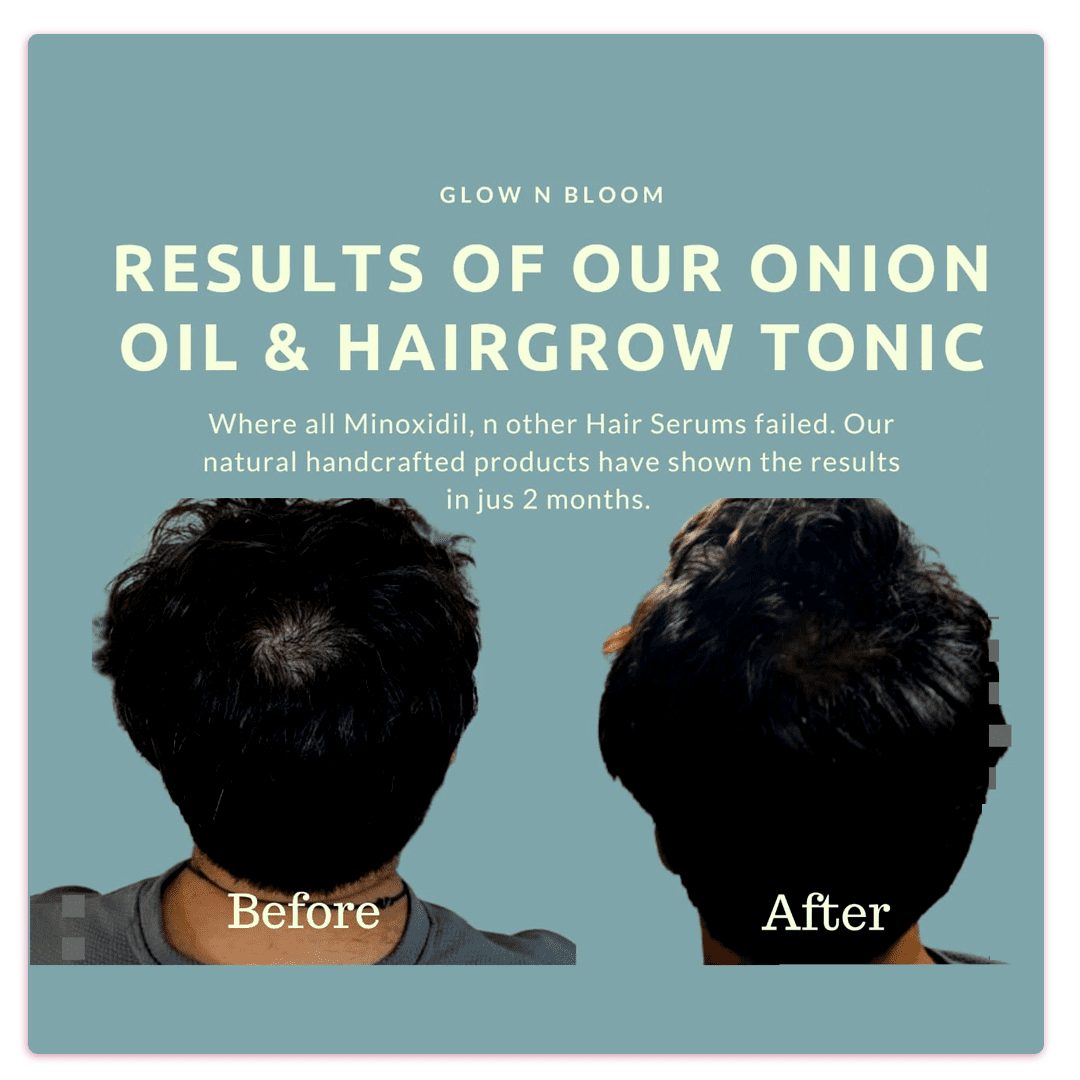 GLOW N BLOOM
RESULTS OF OUR ONION
OIL & HAIRGROW TONIC
Where all Minoxidil, n other Hair Serums failed. Our
natural handcrafted products have shown the results
in jus 2 months.
Before
After